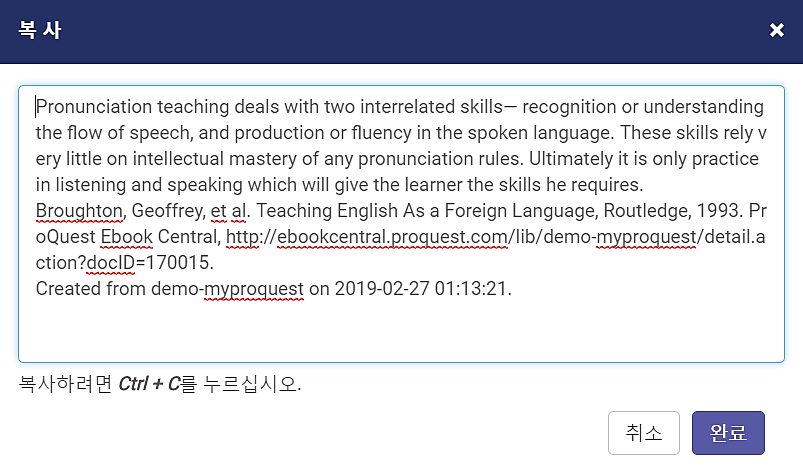 복 사
Pronunciation teaching deals with two interrelated skills— recognition or understanding
the flow of speech, and production or fluency in the spoken language. These skills rely v
ery little on intellectual mastery of any pronunciation rules. Ultimately it is only practice
in listening and speaking which will give the learner the skills he requires.
Broughton, Geoffrey, et al. Teaching English As a Foreign Language, Routledge, 1993. Pr
oQuest Ebook Central, http://ebookcentral.proquest.com/lib/demo-myproquest/detail.a
ction?docID=170015.
Created from demo-myproquest on 2019-02-27 01:13:21.
복사하려면 Ctrl + C를 누르십시오.
취소 완료